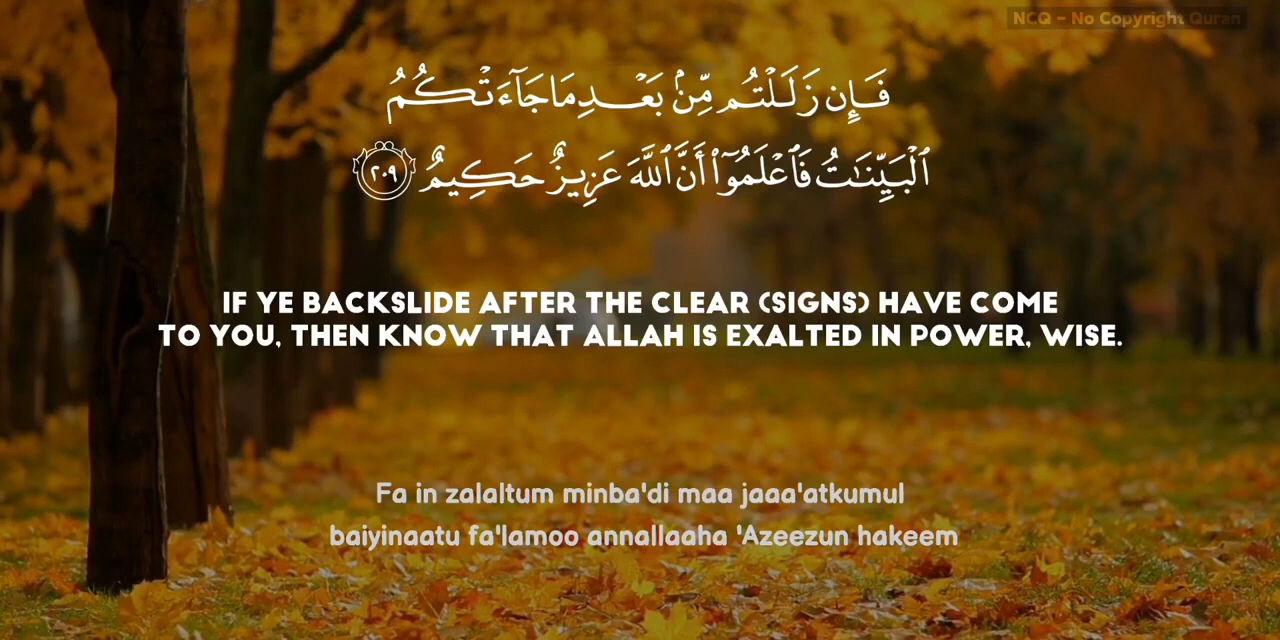 NCQ - No Copyright Quran
فَإِن زَلَلْتُم مِّنۢ بَعْدِ مَا جَآءَتْكُمُ
ٱلْبَيِّنَـٰتُ فَٱعْلَمُوٓا۟ أَنَّ ٱللَّهَ عَزِيزٌ حَكِيمٌ ٢٠٩
IF YE BACKSLIDE AFTER THE CLEAR (SIGNS) HAVE COME
TO YOU, THEN KNOW THAT ALLAH IS EXALTED IN POWER, WISE.
Fa in zalaltum minba'di maa jaaa'atkumul
baiyinaatu fa'lamoo annallaaha 'Azeezun hakeem